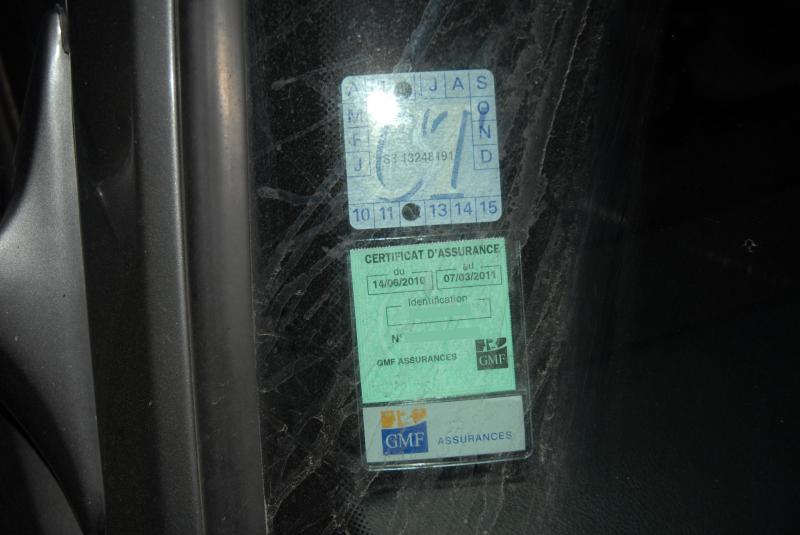 A J A S
M O
F N
J D
CT
S3 13248191
10 11 13 14 15
CERTIFICAT D'ASSURANCE
du au
14/06/2010 07/03/2011
Identification
N°
GMF ASSURANCES
GMF
GMF ASSURANCES